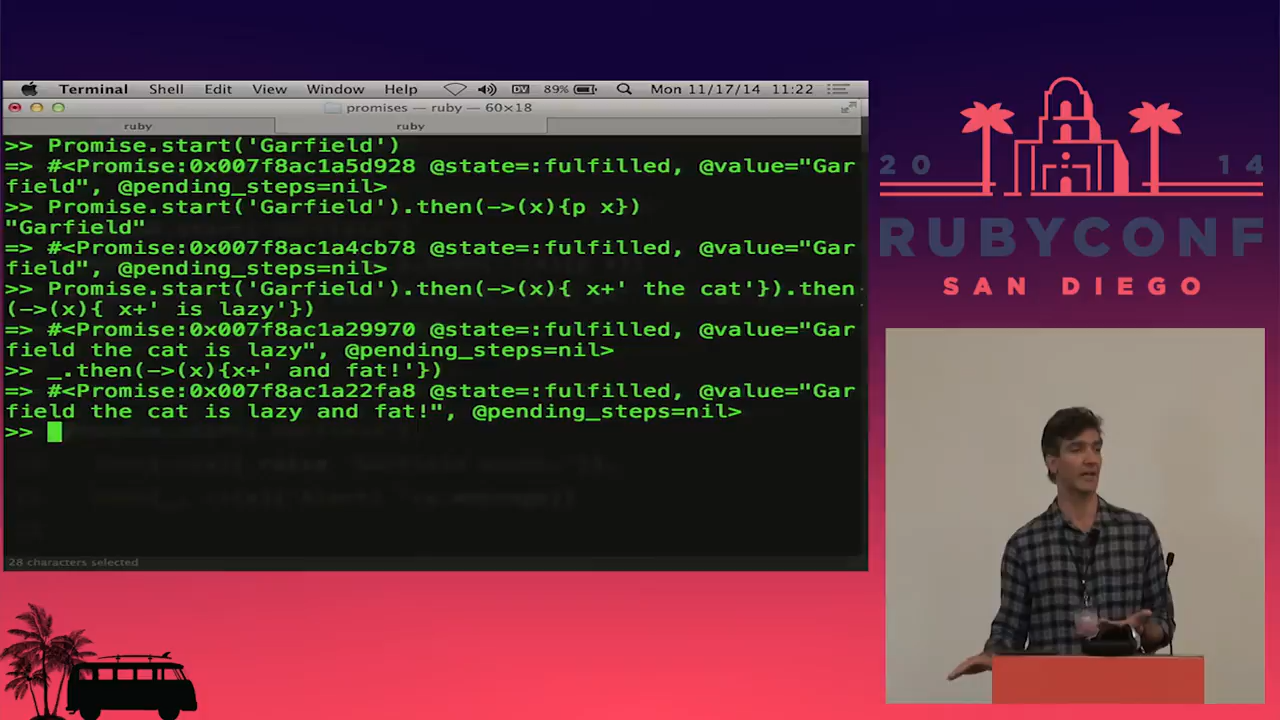 Terminal Shell Edit View Window Help DV 89% Mon 11/17/14 11:22
promises — ruby — 60×18
ruby ruby
>> Promise.start('Garfield')
=> #<Promise:0x007f8ac1a5d928 @state=:fulfilled, @value="Gar
field", @pending_steps=nil>
>> Promise.start('Garfield').then(->(x){p x})
"Garfield"
=> #<Promise:0x007f8ac1a4cb78 @state=:fulfilled, @value="Gar
field", @pending_steps=nil>
>> Promise.start('Garfield').then(->(x){ x+' the cat'}).then
(->(x){ x+' is lazy'})
=> #<Promise:0x007f8ac1a29970 @state=:fulfilled, @value="Gar
field the cat is lazy", @pending_steps=nil>
>> _.then(->(x){x+' and fat!'})
=> #<Promise:0x007f8ac1a22fa8 @state=:fulfilled, @value="Gar
field the cat is lazy and fat!", @pending_steps=nil>
>>
28 characters selected
20 14
RUBYCONF
SAN DIEGO